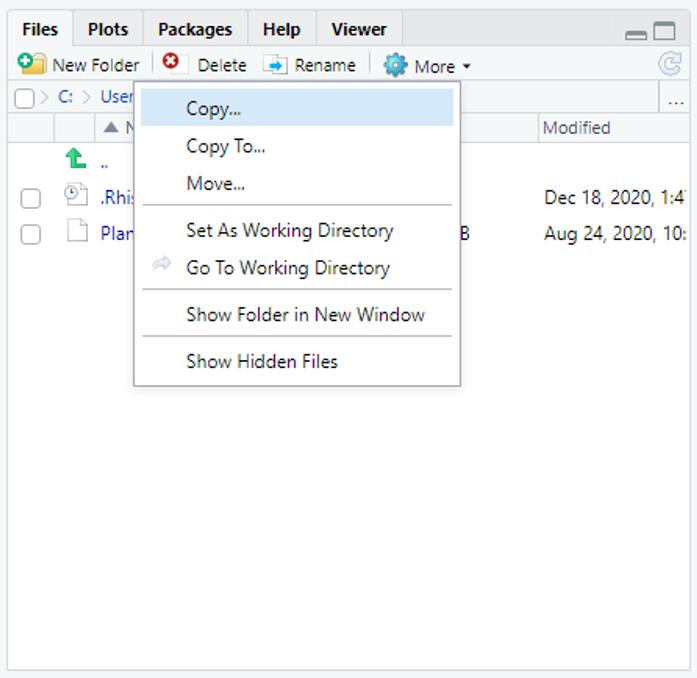 Files Plots Packages Help Viewer
New Folder Delete Rename More
C: User ...
Modified
..
.Rhis Dec 18, 2020, 1:4
Plan B Aug 24, 2020, 10:
Copy...
Copy To...
Move...
Set As Working Directory
Go To Working Directory
Show Folder in New Window
Show Hidden Files